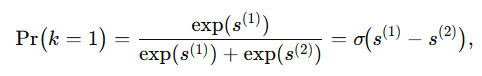 Pr(k = 1) = exp(s⁽¹⁾) / (exp(s⁽¹⁾) + exp(s⁽²⁾)) = σ(s⁽¹⁾ − s⁽²⁾),